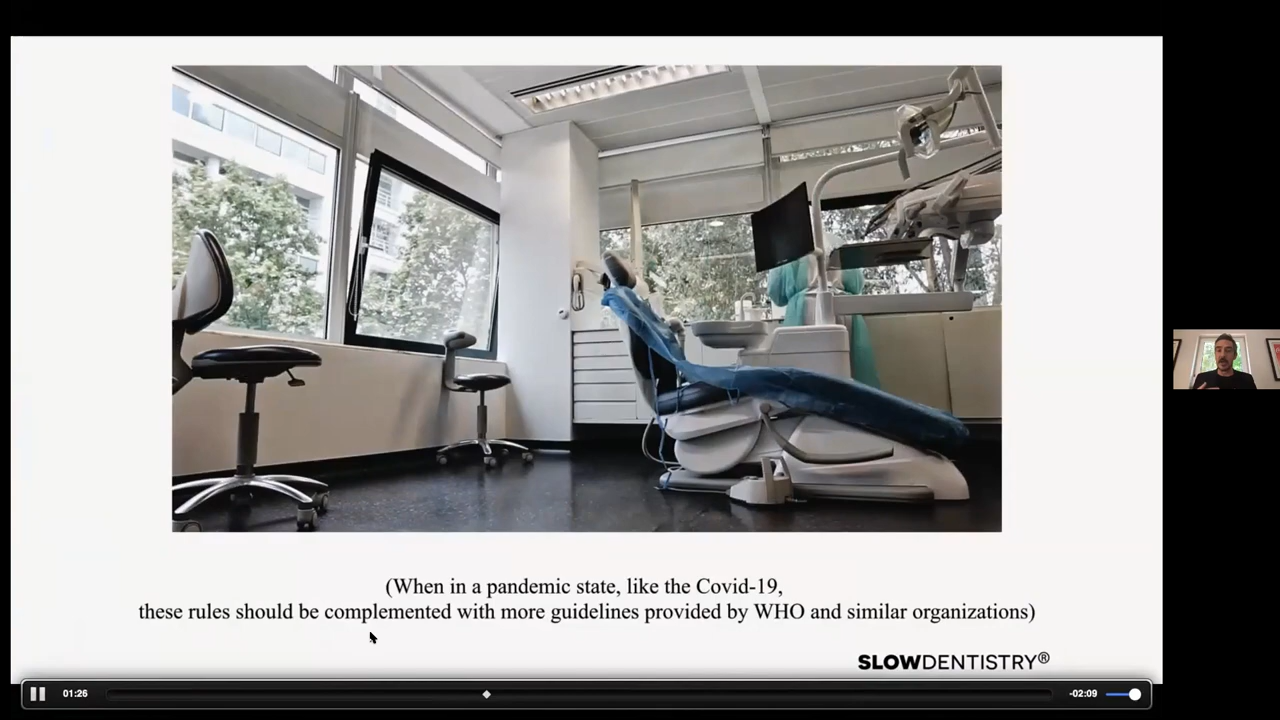 (When in a pandemic state, like the Covid-19,
these rules should be complemented with more guidelines provided by WHO and similar organizations)
SLOWDENTISTRY®
01:26
-02:09